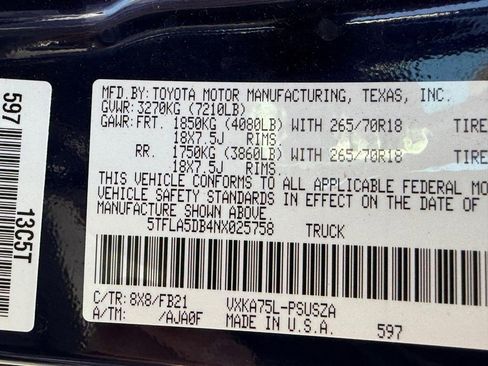 MFD.BY:TOYOTA MOTOR MANUFACTURING, TEXAS, INC.
GVWR:3270KG (7210LB)
GAWR:FRT. 1850KG (4080LB) WITH 265/70R18 TIRE
18X7.5J RIMS.
RR. 1750KG (3860LB) WITH 265/70R18 TIRE
18X7.5J RIMS.
THIS VEHICLE CONFORMS TO ALL APPLICABLE FEDERAL MO
VEHICLE SAFETY STANDARDS IN EFFECT ON THE DATE O
MANUFACTURE SHOWN ABOVE.
5TFLA5DB4NX025758 TRUCK
C/TR:8X8/FB21 VXKA75L-PSUSZA
A/TM: /AJA0F MADE IN U.S.A. 597
597 13C5T